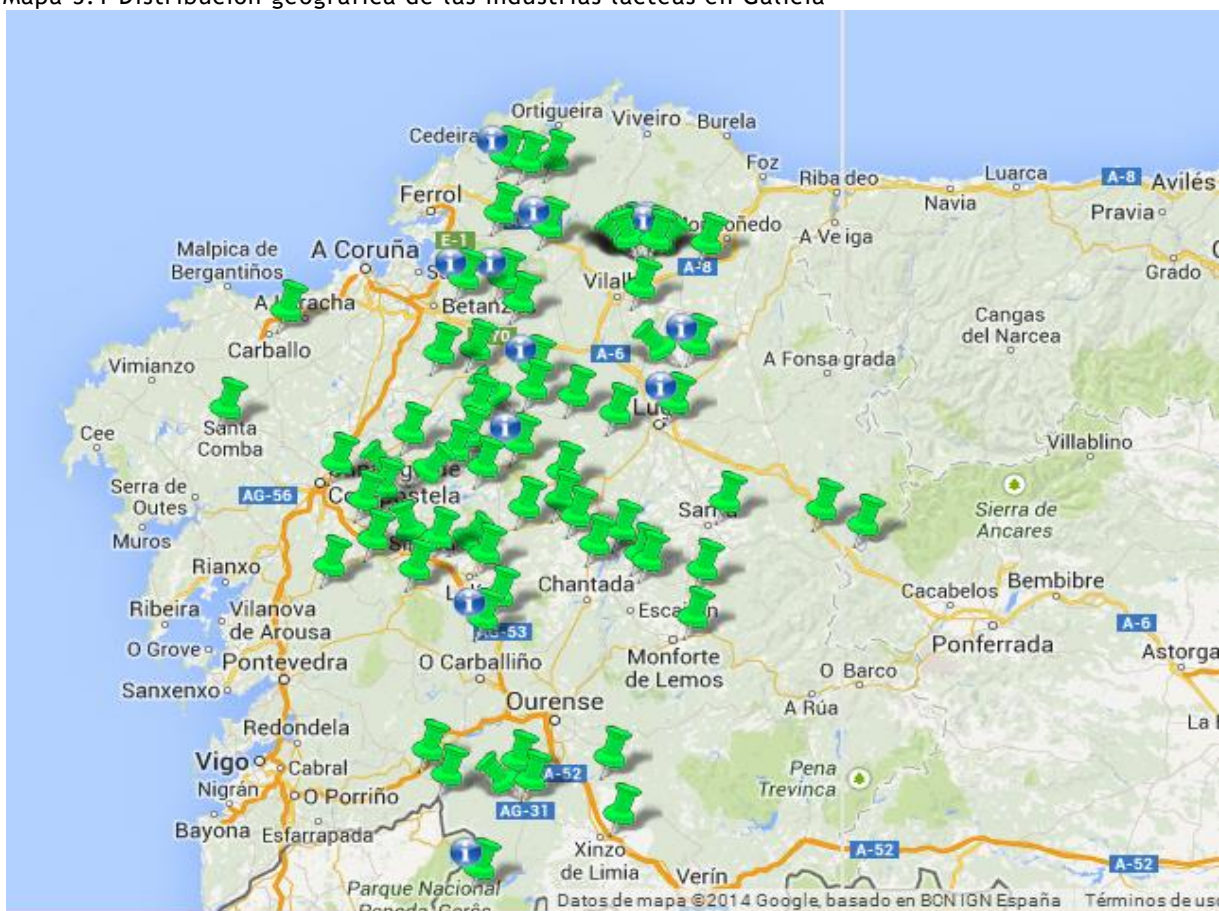 Mapa 3.1 Distribución geográfica de las industrias lácteas en Galicia
Ortigueira
Viveiro
Burela
Cedeira
Foz
Ribadeo
Luarca
A-8
Avilés
Ferrol
Navia
Pravia
E-1
A Veiga
Malpica de
Bergantiños
A Coruña
A-8
Grado
Carballo
Cangas
del Narcea
A-6
A Fonsagrada
Vimianzo
Santa
Comba
Cee
Villablino
Serra de
Outes
AG-56
Sierra de
Ancares
Muros
Rianxo
Chantada
Cacabelos
Bembibre
Ribeira
Vilanova
de Arousa
A-6
O Grove
Pontevedra
O Carballiño
Monforte
de Lemos
Ponferrada
Astorga
Sanxenxo
O Barco
A Rúa
Ourense
Redondela
Vigo
Cabral
A-52
Pena
Trevinca
Nigrán
O Porriño
AG-31
Bayona
Esfarrapada
Xinzo
de Limia
A-52
A-52
Verín
Parque Nacional
Datos de mapa ©2014 Google, basado en BCN IGN España
Términos de uso